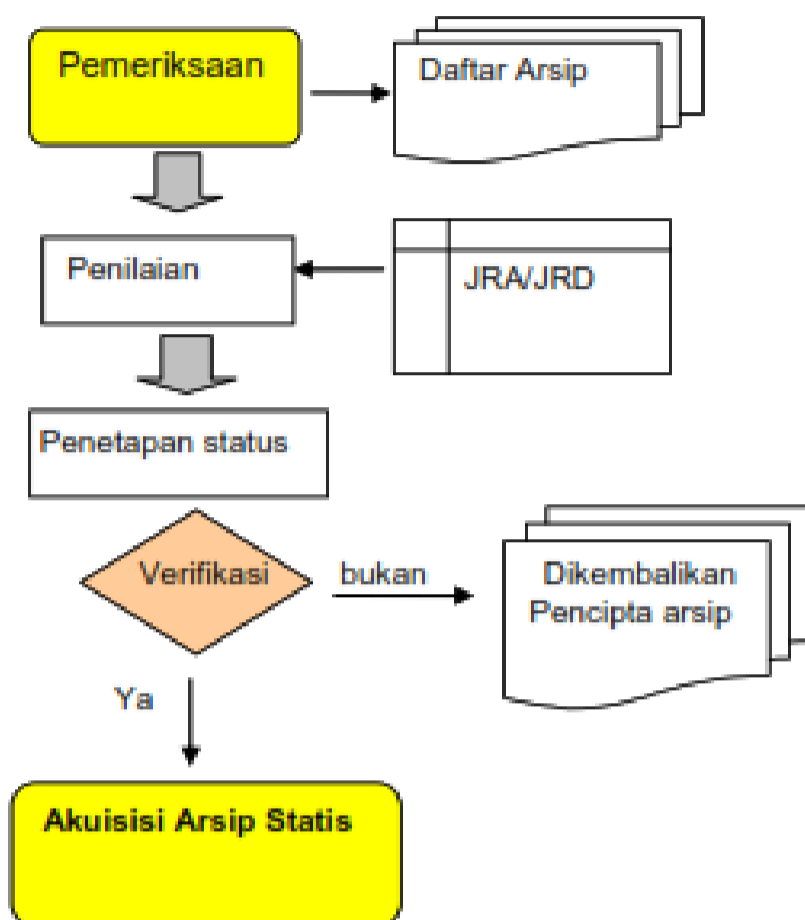 Pemeriksaan
Daftar Arsip
Penilaian
JRA/JRD
Penetapan status
Verifikasi
bukan
Dikembalikan
Pencipta arsip
Ya
Akuisisi Arsip Statis